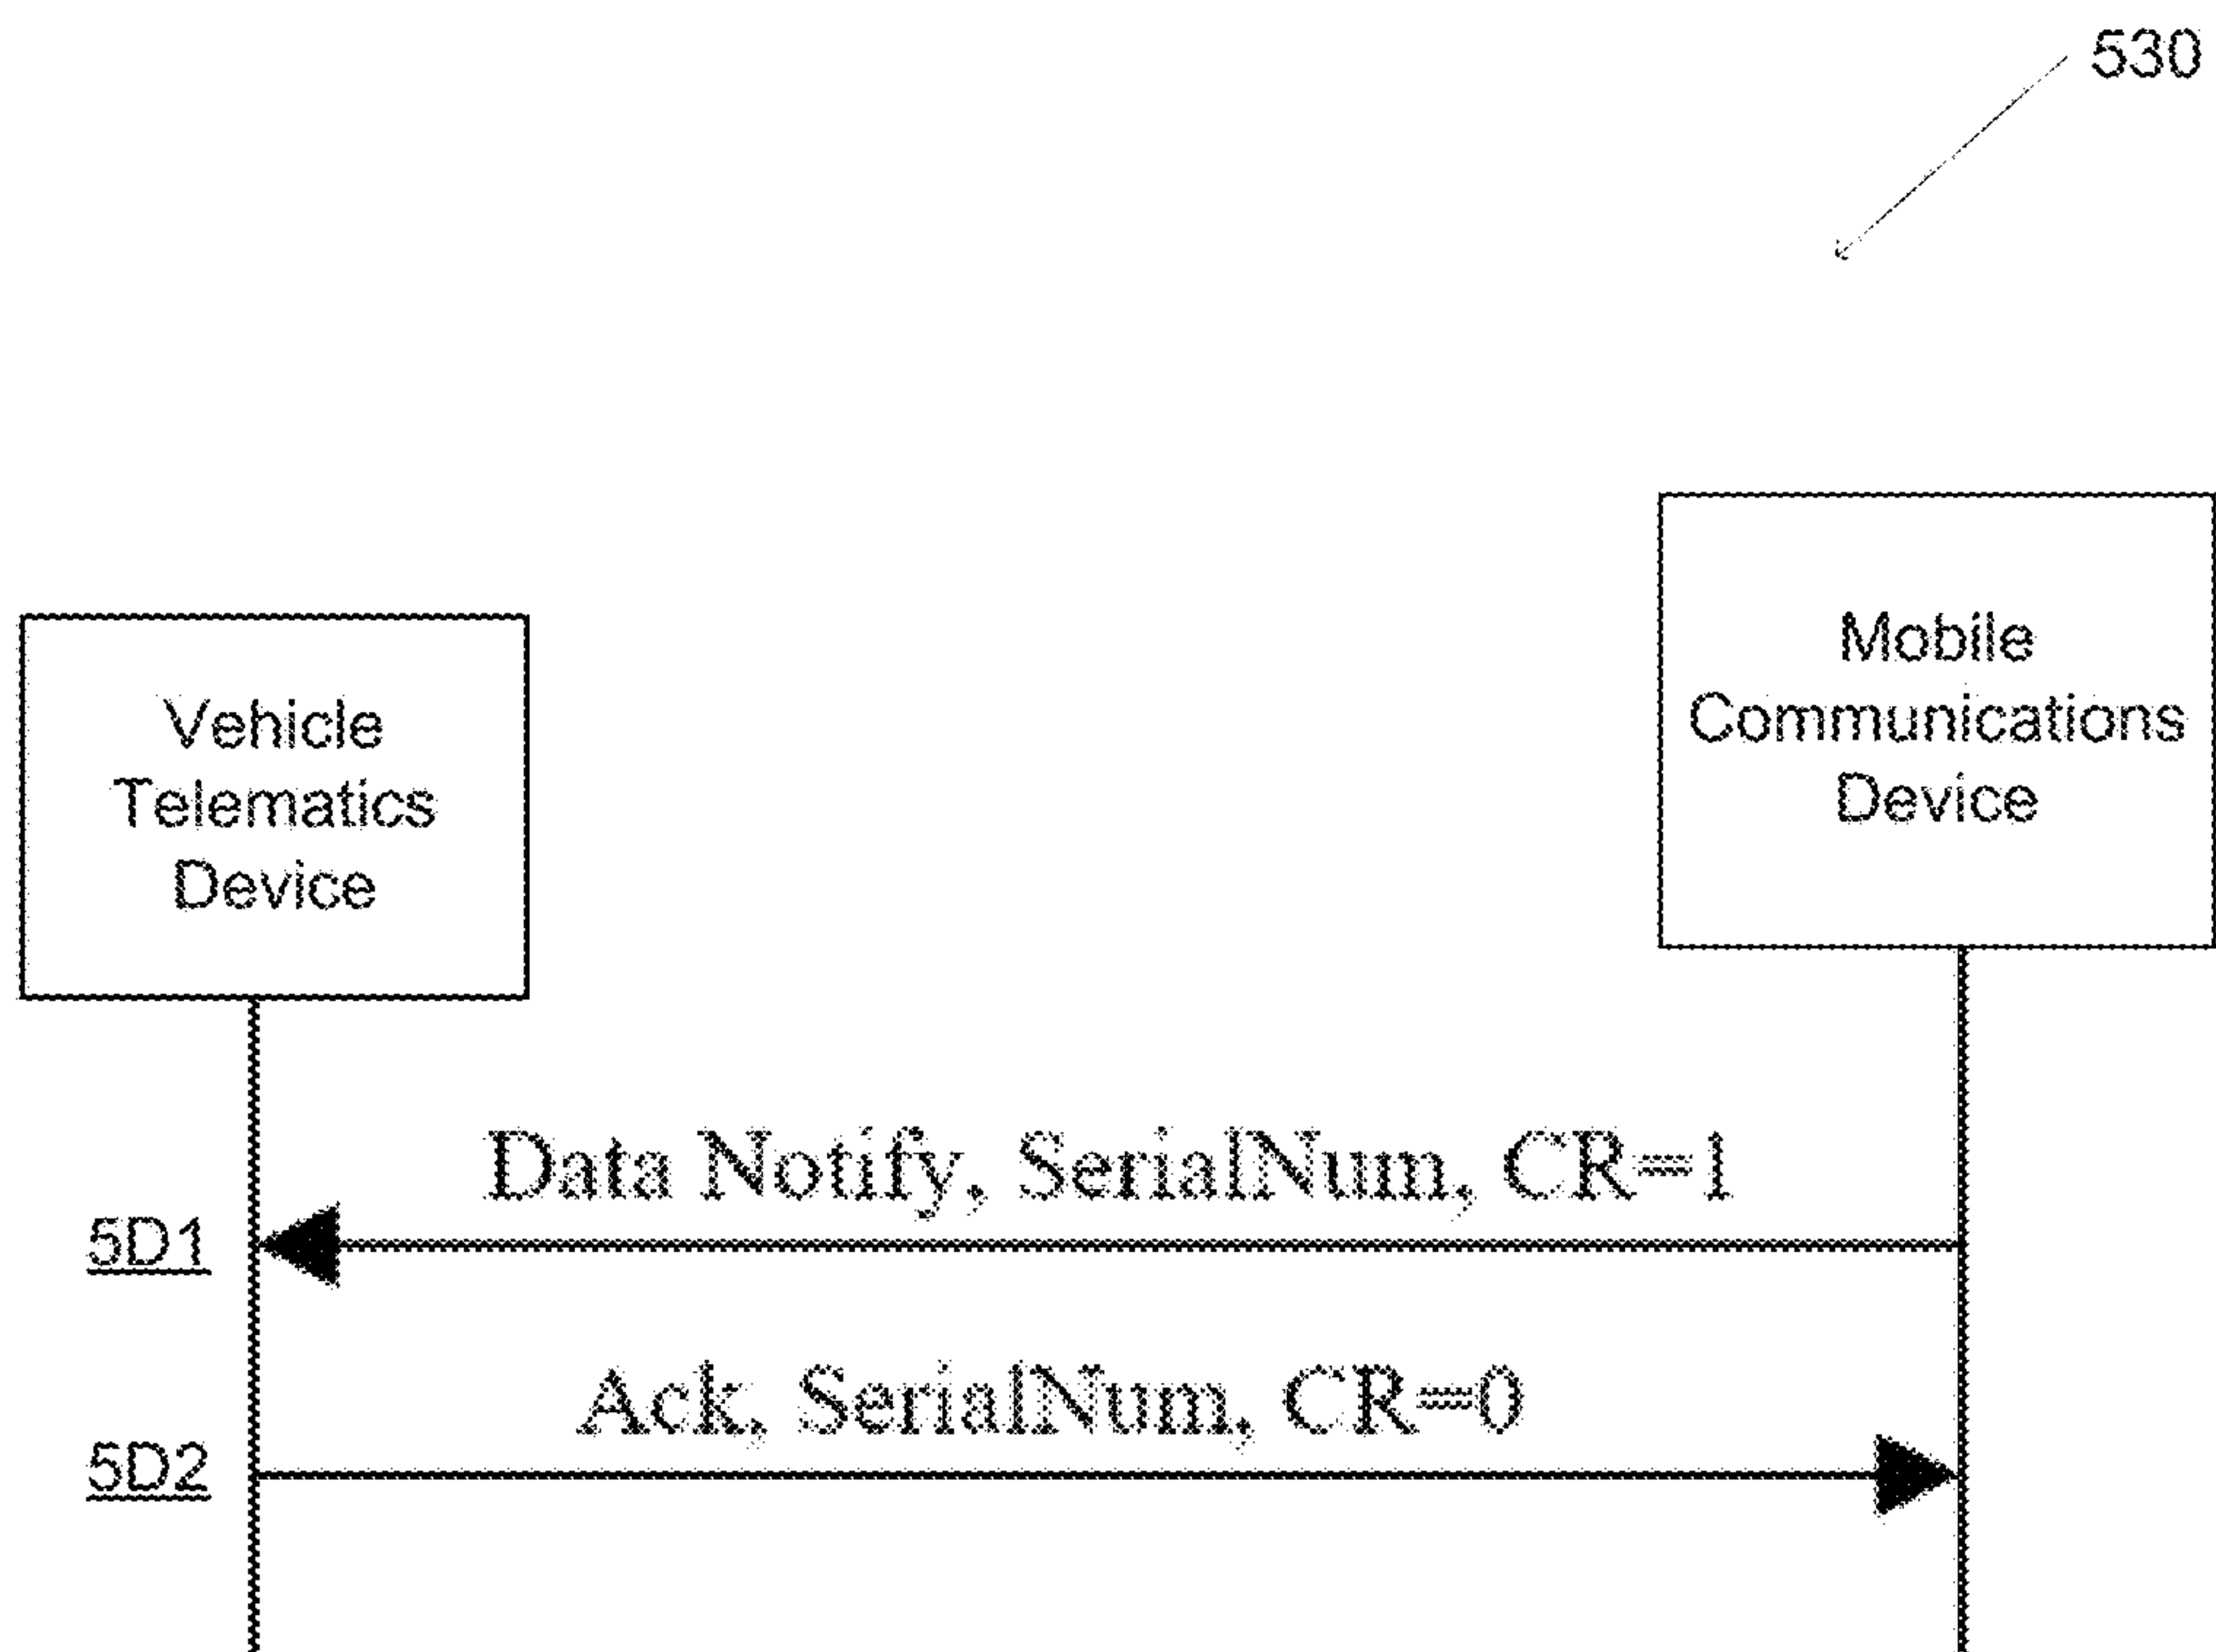 530
Vehicle
Telematics
Device
Mobile
Communications
Device
Data Notify, SerialNum, CR=1
5D1
Ack, SerialNum, CR=0
5D2